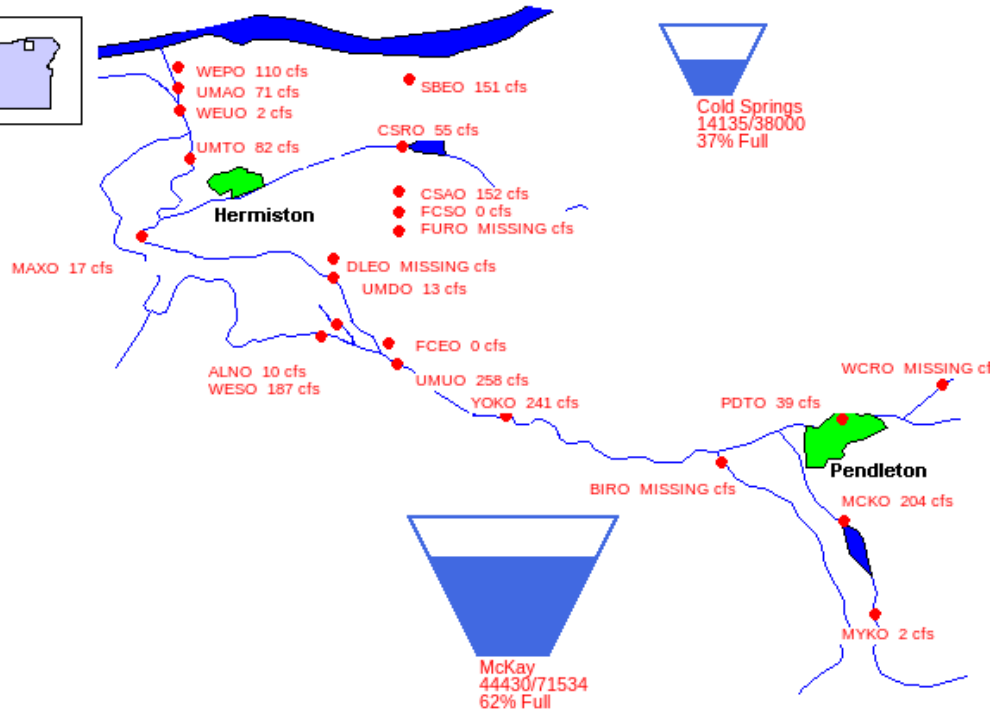 WEPO 110 cfs
UMAO 71 cfs
WEUO 2 cfs
SBEO 151 cfs
Cold Springs
14135/38000
37% Full
CSRO 55 cfs
UMTO 82 cfs
CSAO 152 cfs
FCSO 0 cfs
FURO MISSING cfs
Hermiston
MAXO 17 cfs
DLEO MISSING cfs
UMDO 13 cfs
FCEO 0 cfs
ALNO 10 cfs
WESO 187 cfs
UMUO 258 cfs
YOKO 241 cfs
WCRO MISSING cf
PDTO 39 cfs
Pendleton
BIRO MISSING cfs
MCKO 204 cfs
MYKO 2 cfs
McKay
44430/71534
62% Full